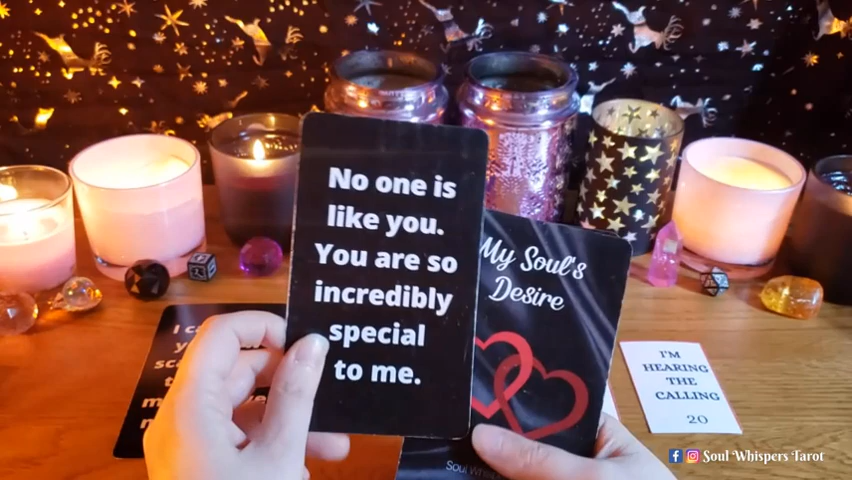 No one is
like you.
You are so
incredibly
special
to me.
My Soul's
Desire
I'M
HEARING
THE
CALLING
20
Soul Whispers Tarot